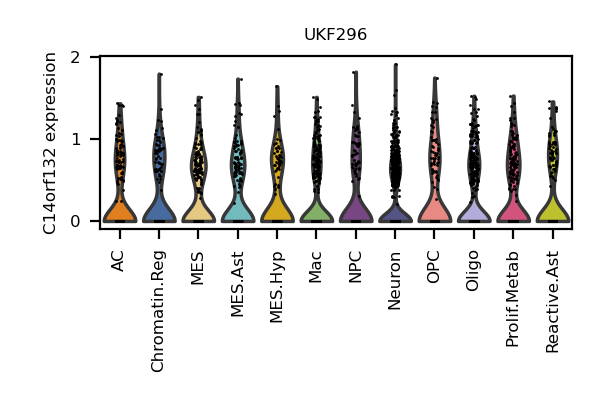 UKF296
C14orf132 expression
2
1
0
AC
Chromatin.Reg
MES
MES.Ast
MES.Hyp
Mac
NPC
Neuron
OPC
Oligo
Prolif.Metab
Reactive.Ast